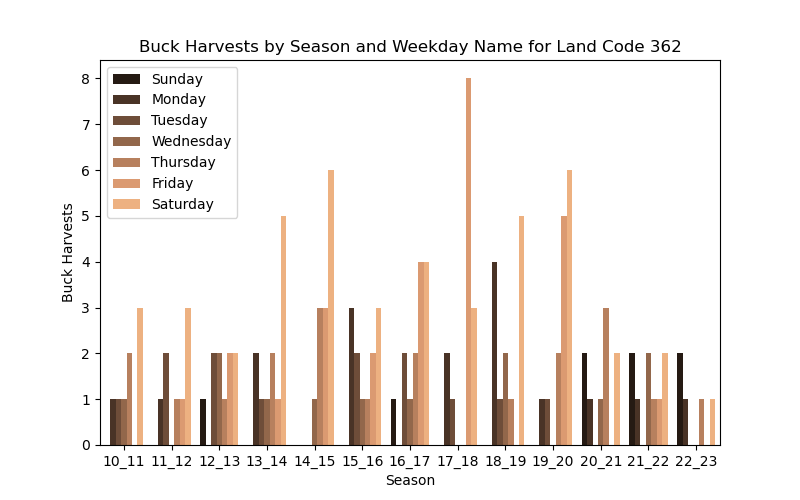 Buck Harvests by Season and Weekday Name for Land Code 362
Sunday
Monday
Tuesday
Wednesday
Thursday
Friday
Saturday
8
7
6
5
4
3
2
1
0
Buck Harvests
10_11 11_12 12_13 13_14 14_15 15_16 16_17 17_18 18_19 19_20 20_21 21_22 22_23
Season